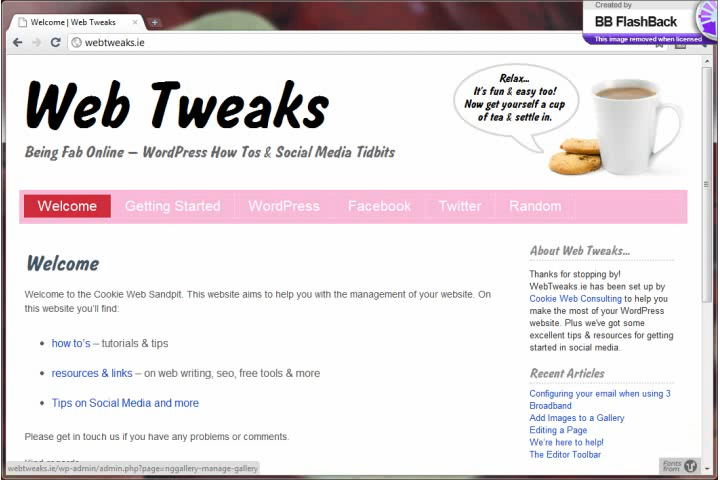 Created by
BB FlashBack
This image removed when licensed
Welcome | Web Tweaks
webtweaks.ie
Web Tweaks
Being Fab Online – WordPress How Tos & Social Media Tidbits
Relax...
It's fun & easy too!
Now get yourself a cup
of tea & settle in.
Welcome Getting Started WordPress Facebook Twitter Random
Welcome
Welcome to the Cookie Web Sandpit. This website aims to help you with the management of your website. On
this website you'll find:
how to's – tutorials & tips
resources & links – on web writing, seo, free tools & more
Tips on Social Media and more
Please get in touch us if you have any problems or comments.
About Web Tweaks...
Thanks for stopping by!
WebTweaks.ie has been set up by
Cookie Web Consulting to help you
make the most of your WordPress
website. Plus we've got some
excellent tips & resources for getting
started in social media.
Recent Articles
Configuring your email when using 3
Broadband
Add Images to a Gallery
Editing a Page
We're here to help!
The Editor Toolbar
webtweaks.ie/wp-admin/admin.php?page=nggallery-manage-gallery
Fonts
from